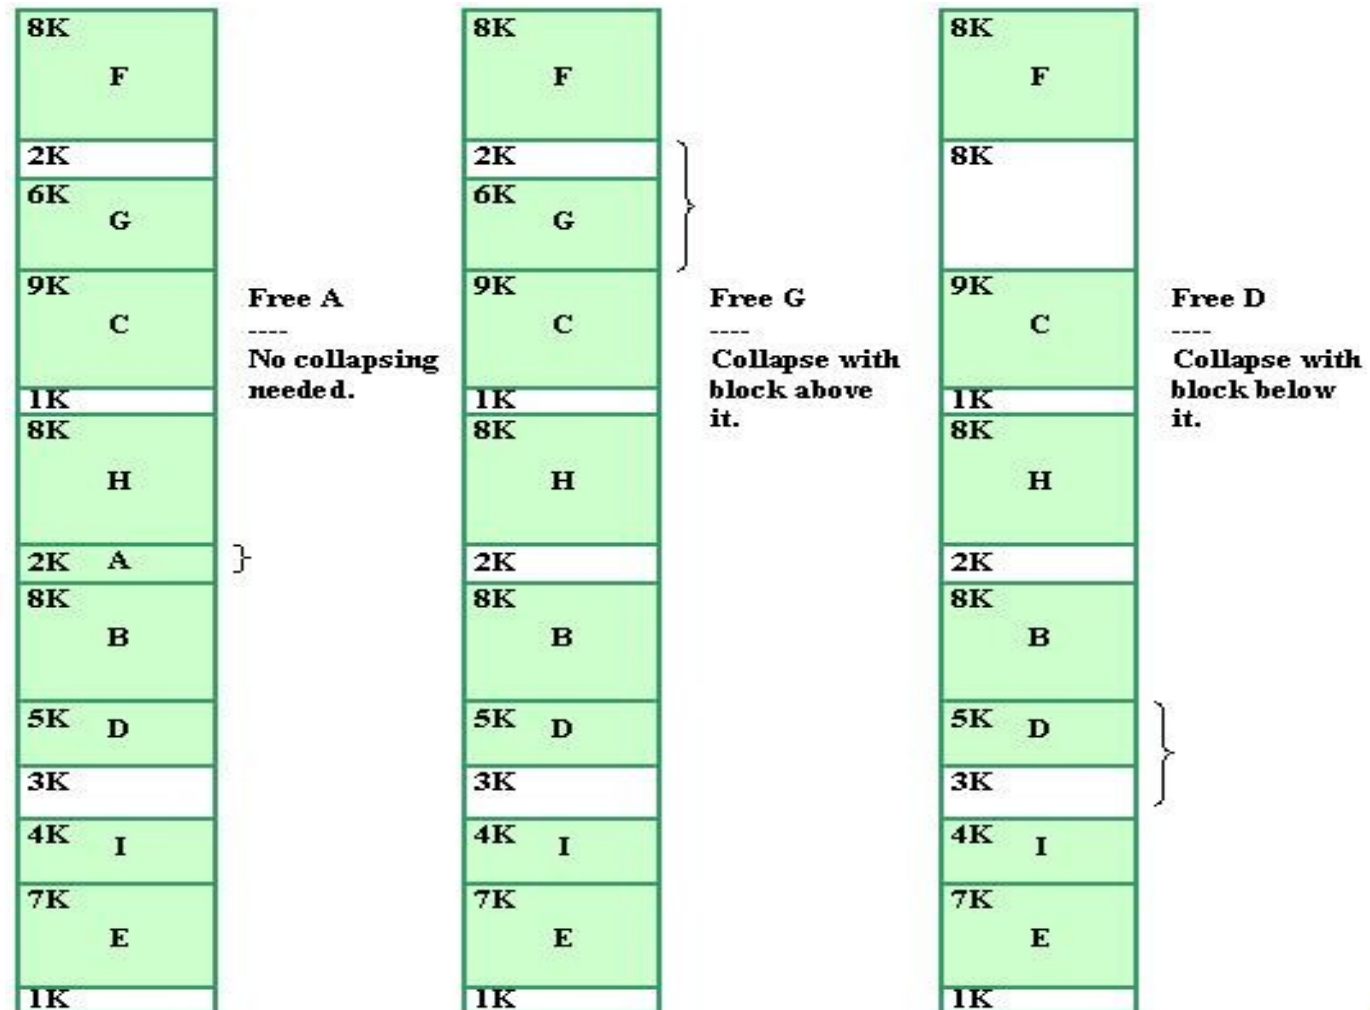 8K
F
2K
6K
G
9K
C
1K
8K
H
2K A
8K
B
5K D
3K
4K I
7K
E
1K
Free A
----
No collapsing
needed.
8K
F
2K
6K
G
9K
C
1K
8K
H
2K
8K
B
5K D
3K
4K I
7K
E
1K
Free G
----
Collapse with
block above
it.
8K
F
8K
9K
C
1K
8K
H
2K
8K
B
5K D
3K
4K I
7K
E
1K
Free D
----
Collapse with
block below
it.